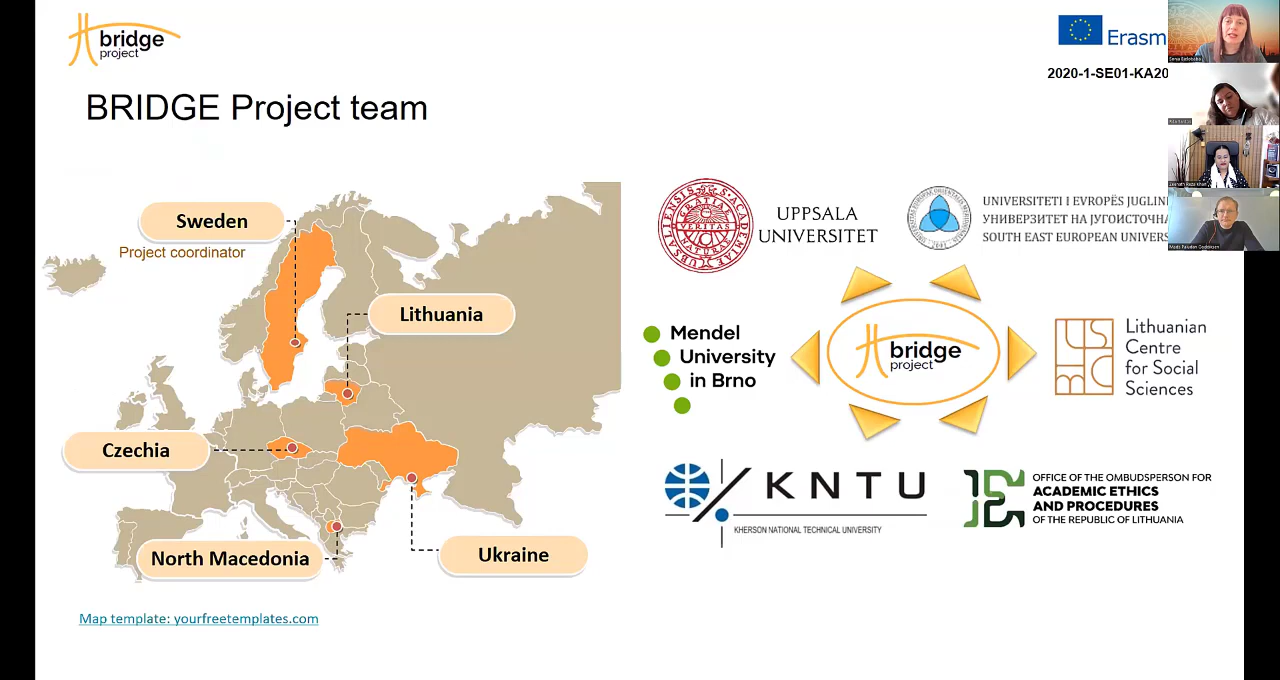 bridge
project
Erasm
2020-1-SE01-KA20
BRIDGE Project team
Sweden
Project coordinator
Lithuania
Czechia
North Macedonia
Ukraine
Map template: yourfreetemplates.com
UPPSALA
UNIVERSITET
UNIVERSITETI I EVROPËS JUGLIN
УНИВЕРЗИТЕТ НА ЈУГОИСТОЧНА
SOUTH EAST EUROPEAN UNIVERS
Mendel
University
in Brno
bridge
project
Lithuanian
Centre
for Social
Sciences
KNTU
KHERSON NATIONAL TECHNICAL UNIVERSITY
OFFICE OF THE OMBUDSPERSON FOR
ACADEMIC ETHICS
AND PROCEDURES
OF THE REPUBLIC OF LITHUANIA